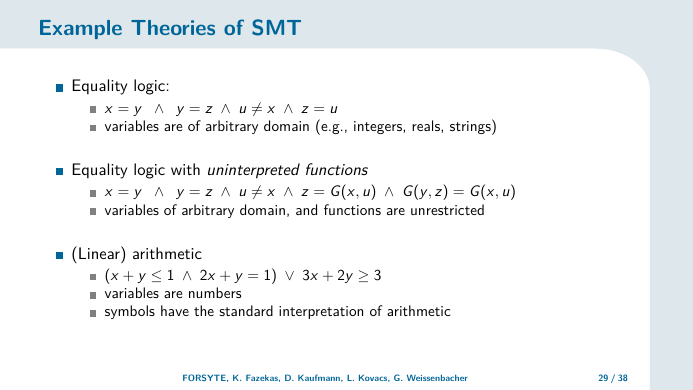 Example Theories of SMT
Equality logic:
x = y ∧ y = z ∧ u ≠ x ∧ z = u
variables are of arbitrary domain (e.g., integers, reals, strings)
Equality logic with uninterpreted functions
x = y ∧ y = z ∧ u ≠ x ∧ z = G(x, u) ∧ G(y, z) = G(x, u)
variables of arbitrary domain, and functions are unrestricted
(Linear) arithmetic
(x + y ≤ 1 ∧ 2x + y = 1) ∨ 3x + 2y ≥ 3
variables are numbers
symbols have the standard interpretation of arithmetic
FORSYTE, K. Fazekas, D. Kaufmann, L. Kovacs, G. Weissenbacher 29 / 38